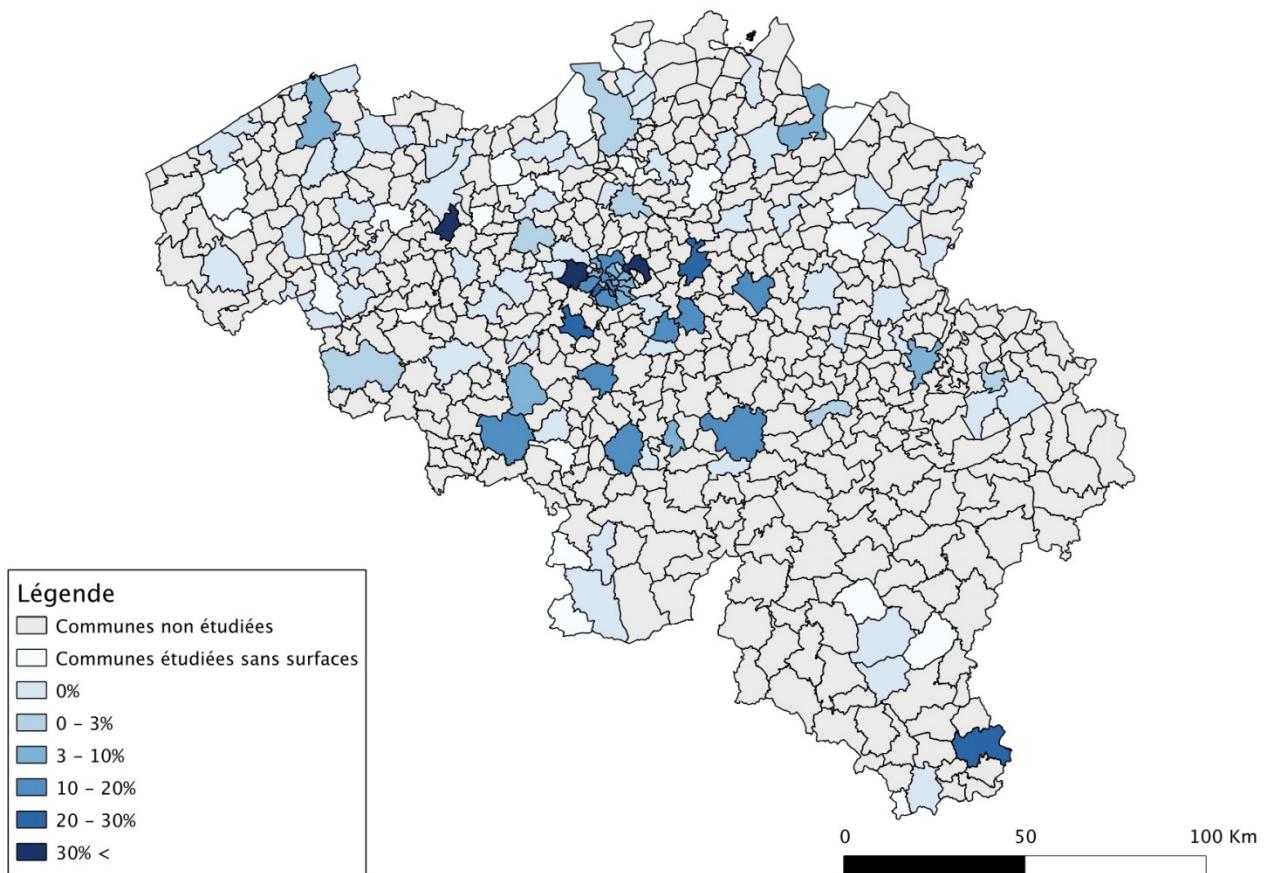 Légende
Communes non étudiées
Communes étudiées sans surfaces
0%
0 – 3%
3 – 10%
10 – 20%
20 – 30%
30% <
0 50 100 Km